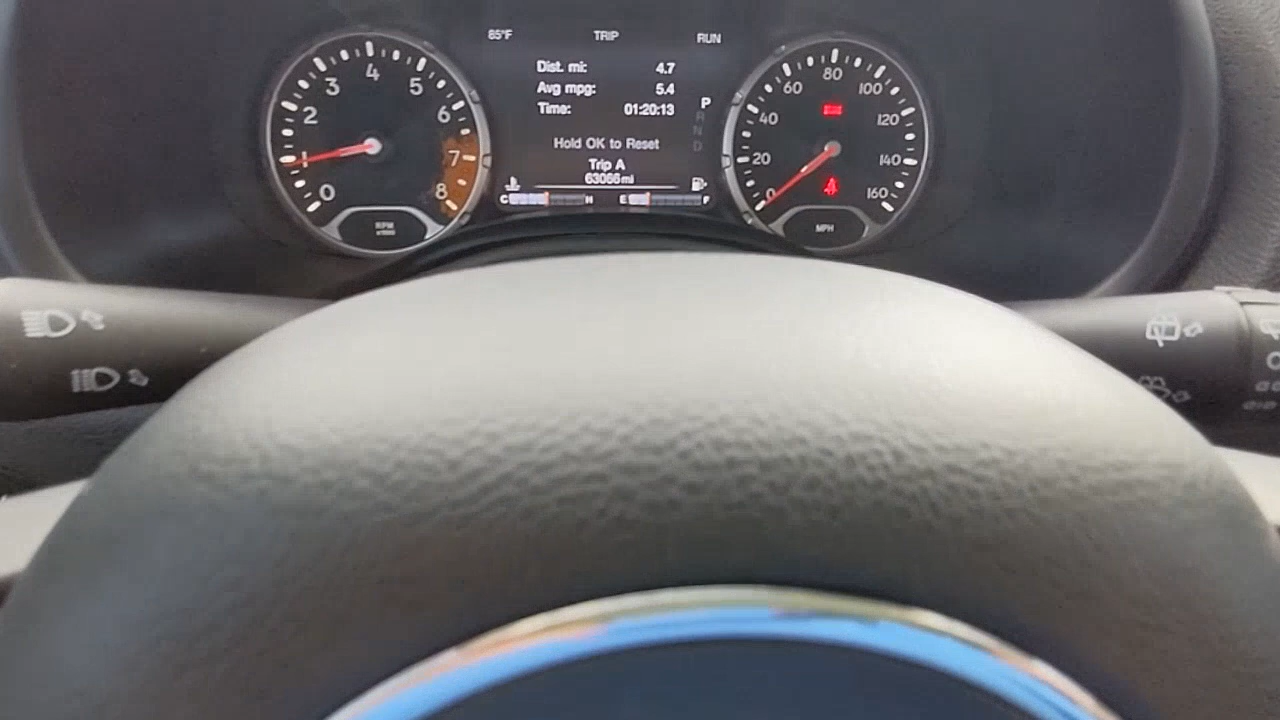 85°F TRIP RUN
Dist. mi: 4.7
Avg mpg: 5.4
Time: 01:20:13
P
R
N
D
Hold OK to Reset
Trip A
63066mi
C H E F
0 1 2 3 4 5 6 7 8
RPM
0 20 40 60 80 100 120 140 160
MPH